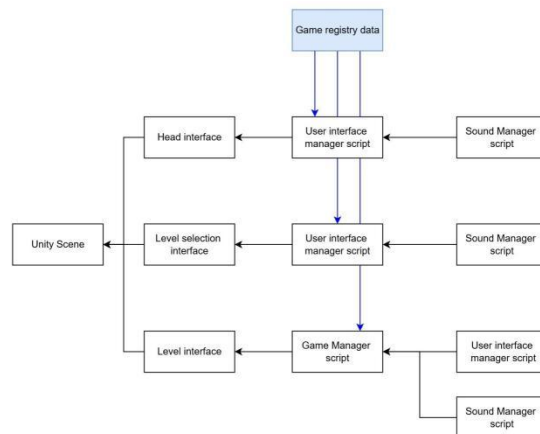 Game registry data
Head interface
User interface
manager script
Sound Manager
script
Unity Scene
Level selection
interface
User interface
manager script
Sound Manager
script
Level interface
Game Manager
script
User interface
manager script
Sound Manager
script